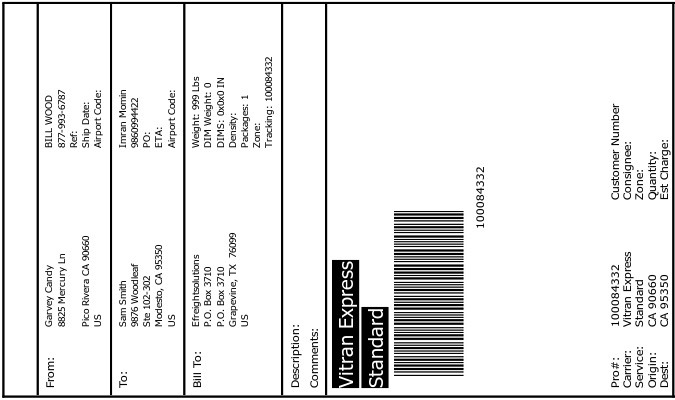 From:
Garvey Candy
8825 Mercury Ln
Pico Rivera CA 90660
US
BILL WOOD
877-993-6787
Ref:
Ship Date:
Airport Code:
To:
Sam Smith
9876 Woodleaf
Ste 102-302
Modesto, CA 95350
US
Imran Momin
9860994422
PO:
ETA:
Airport Code:
Bill To:
Efreightsolutions
P.O. Box 3710
P.O. Box 3710
Grapevine, TX 76099
US
Weight: 999 Lbs
DIM Weight: 0
DIMS: 0x0x0 IN
Density:
Packages: 1
Zone:
Tracking: 100084332
Description:
Comments:
Vitran Express
Standard
100084332
Pro#: 100084332
Carrier: Vitran Express
Service: Standard
Origin: CA 90660
Dest: CA 95350
Customer Number
Consignee:
Zone:
Quantity:
Est Charge: